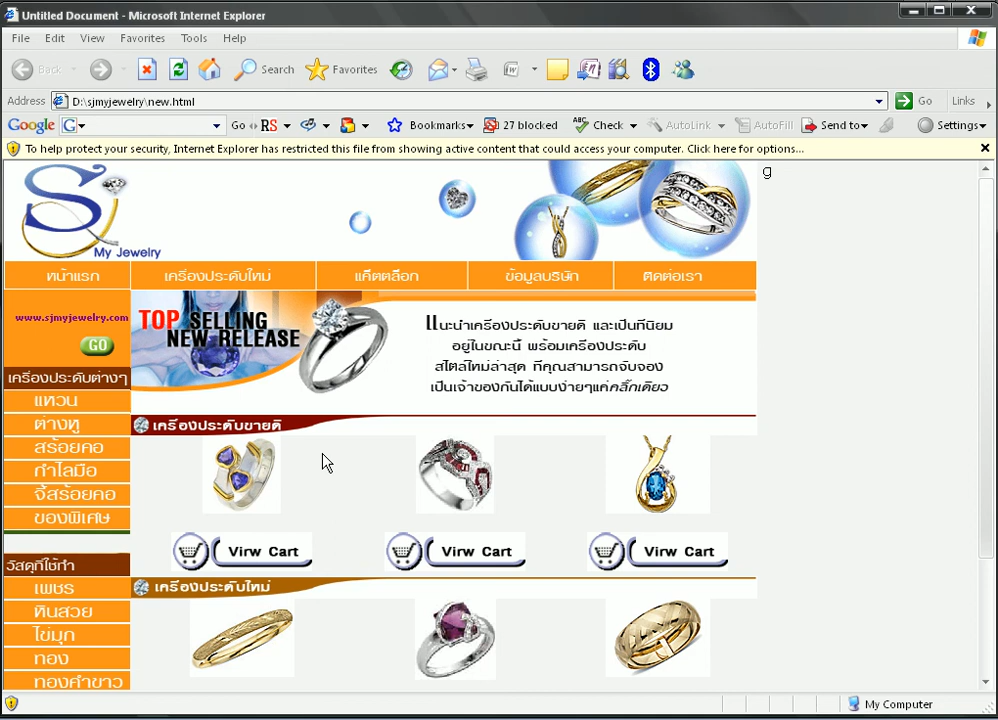 Untitled Document - Microsoft Internet Explorer
File Edit View Favorites Tools Help
Back Search Favorites
Address D:\sjmyjewelry\new.html Go Links
Google G Go RS Bookmarks 27 blocked ABC Check AutoLink AutoFill Send to Settings
To help protect your security, Internet Explorer has restricted this file from showing active content that could access your computer. Click here for options...
S My Jewelry
g
หน้าแรก เครื่องประดับใหม่ แค็ตตล็อก ข้อมูลบริษัท ติดต่อเรา
www.sjmyjewelry.com
GO
TOP SELLING
NEW RELEASE
แนะนำเครื่องประดับขายดี และเป็นที่นิยม
อยู่ในขณะนี้ พร้อมเครื่องประดับ
สไตล์ใหม่ล่าสุด ที่คุณสามารถจับจอง
เป็นเจ้าของกันได้แบบง่ายๆแค่คลิ๊กเดียว
เครื่องประดับต่างๆ
แหวน
ต่างหู
สร้อยคอ
กำไลมือ
จี้สร้อยคอ
ของพิเศษ
เครื่องประดับขายดี
Virw Cart Virw Cart Virw Cart
วัสดุที่ใช้ทำ
เพชร
หินสวย
ไข่มุก
ทอง
ทองคำขาว
เครื่องประดับใหม่
My Computer